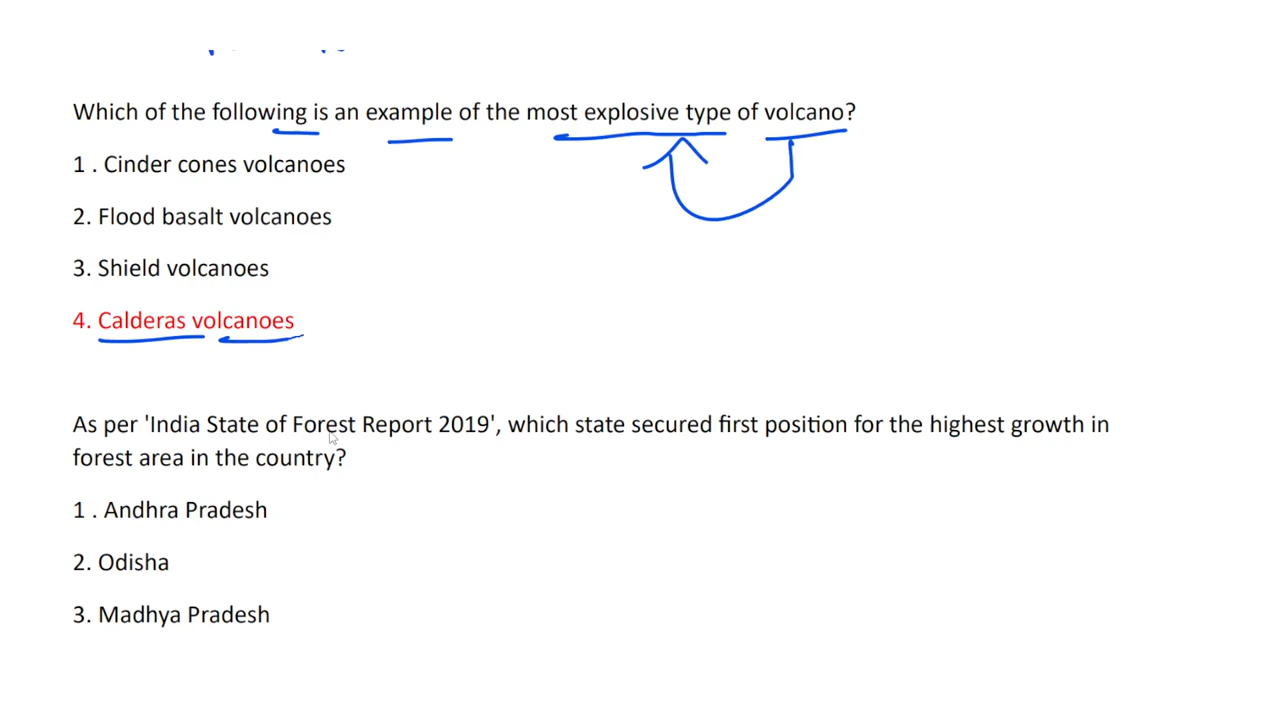 Which of the following is an example of the most explosive type of volcano?
1 . Cinder cones volcanoes
2. Flood basalt volcanoes
3. Shield volcanoes
4. Calderas volcanoes
As per 'India State of Forest Report 2019', which state secured first position for the highest growth in
forest area in the country?
1 . Andhra Pradesh
2. Odisha
3. Madhya Pradesh